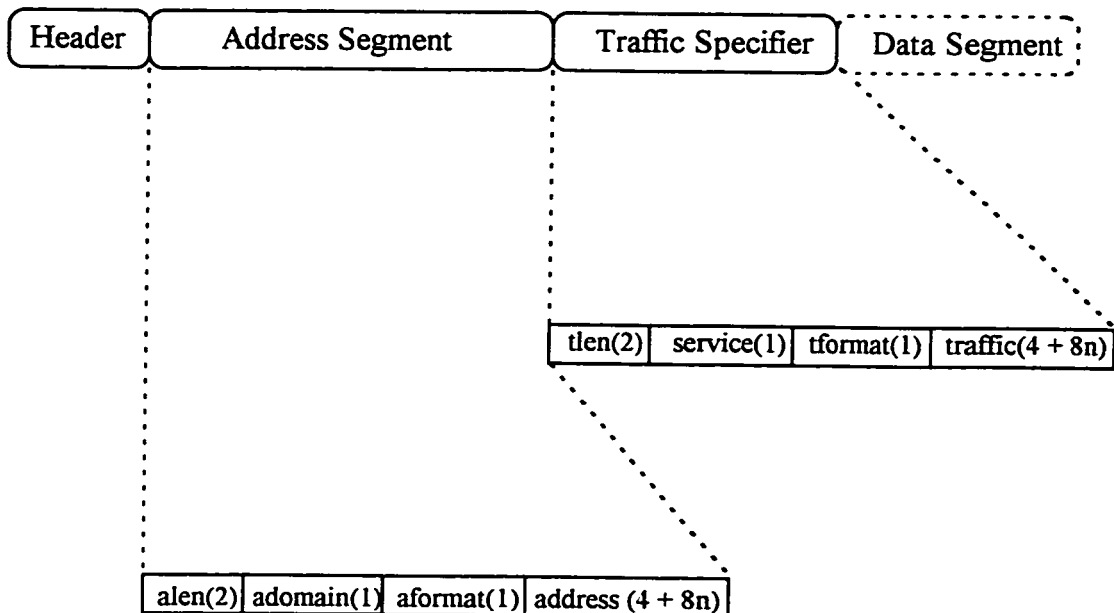 Header Address Segment Traffic Specifier Data Segment
tlen(2) service(1) tformat(1) traffic(4 + 8n)
alen(2) adomain(1) aformat(1) address (4 + 8n)